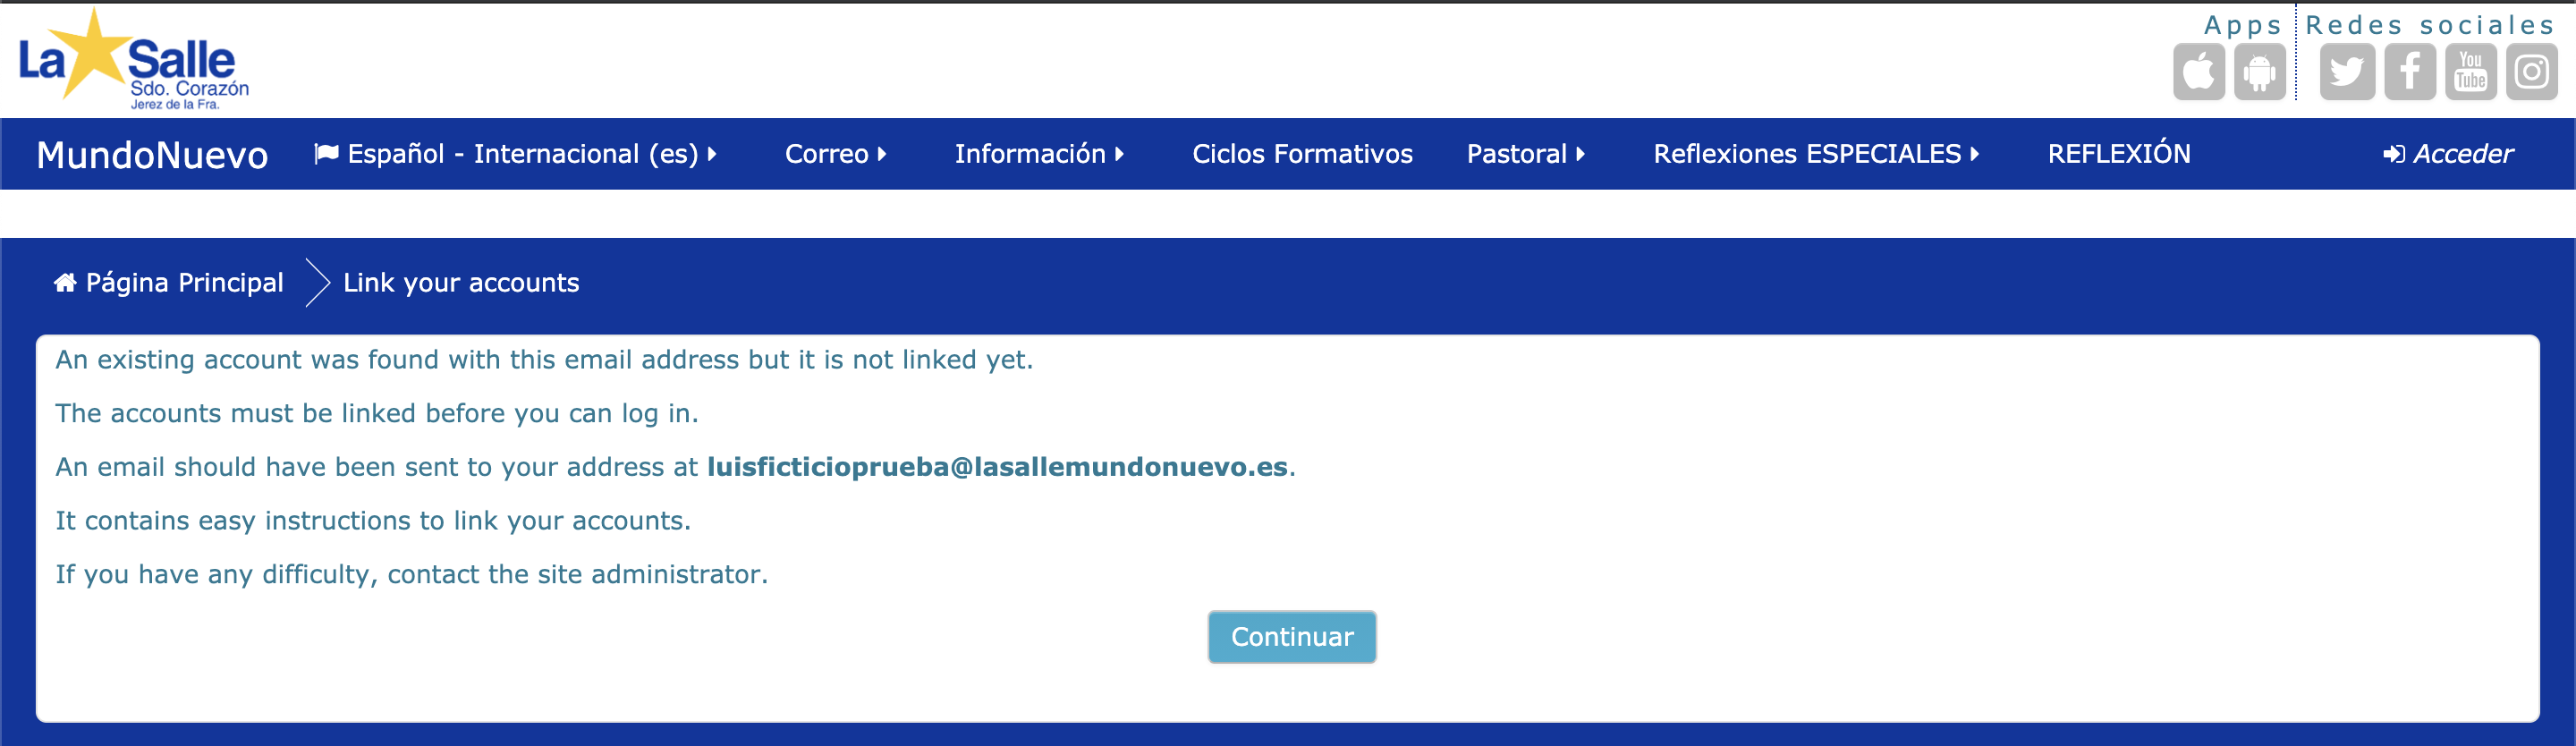 La Salle
Sdo. Corazón
Jerez de la Fra.
Apps
Redes sociales
You
Tube
MundoNuevo
Español - Internacional (es)
Correo
Información
Ciclos Formativos
Pastoral
Reflexiones ESPECIALES
REFLEXIÓN
Acceder
Página Principal
Link your accounts
An existing account was found with this email address but it is not linked yet.
The accounts must be linked before you can log in.
An email should have been sent to your address at luisficticioprueba@lasallemundonuevo.es.
It contains easy instructions to link your accounts.
If you have any difficulty, contact the site administrator.
Continuar